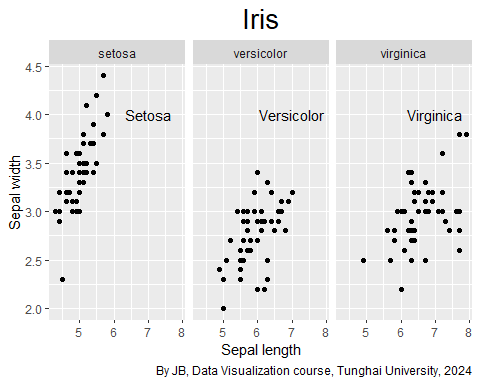 Iris
setosa versicolor virginica
4.5
4.0
3.5
3.0
2.5
2.0
Sepal width
Setosa Versicolor Virginica
5 6 7 8 5 6 7 8 5 6 7 8
Sepal length
By JB, Data Visualization course, Tunghai University, 2024